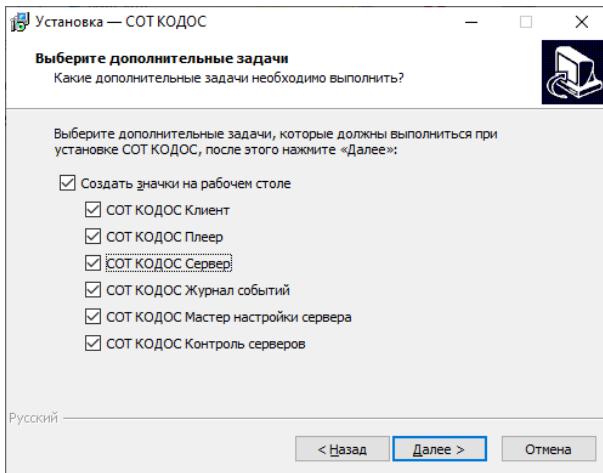 Установка — СОТ КОДОС
Выберите дополнительные задачи
Какие дополнительные задачи необходимо выполнить?
Выберите дополнительные задачи, которые должны выполниться при
установке СОТ КОДОС, после этого нажмите «Далее»:
Создать значки на рабочем столе
СОТ КОДОС Клиент
СОТ КОДОС Плеер
СОТ КОДОС Сервер
СОТ КОДОС Журнал событий
СОТ КОДОС Мастер настройки сервера
СОТ КОДОС Контроль серверов
Русский
< Назад
Далее >
Отмена